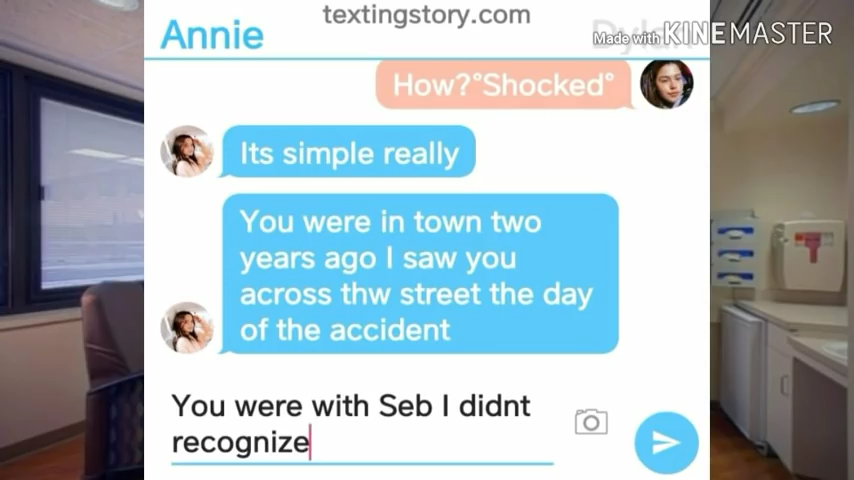 textingstory.com
Annie
Made with KINEMASTER
How?°Shocked°
Its simple really
You were in town two
years ago I saw you
across thw street the day
of the accident
You were with Seb I didnt
recognize